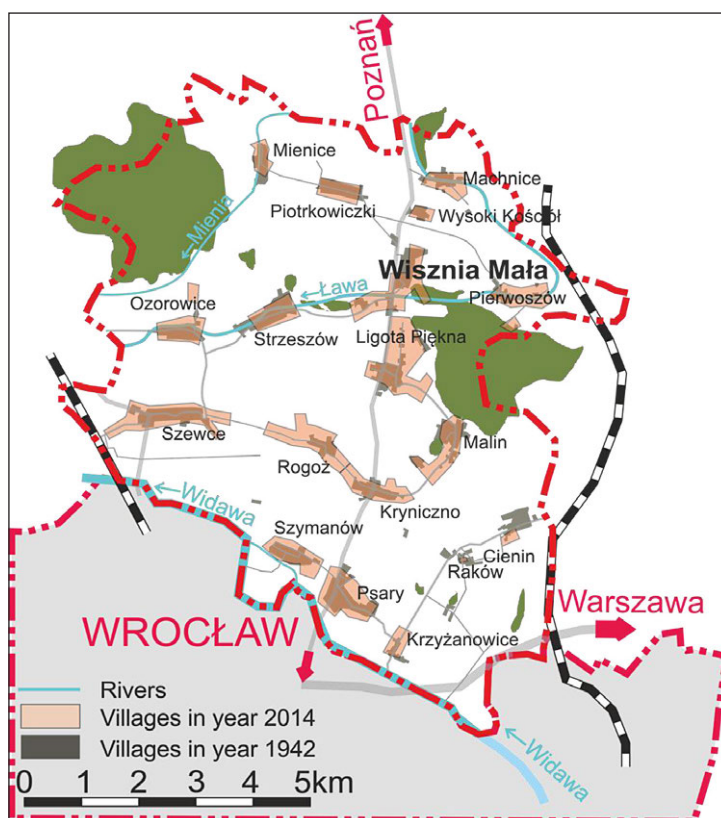 Poznań
Mienice
Machnice
Piotrkowiczki
Wysoki Kościół
← Mienia
Wisznia Mała
← Ława
Pierwoszów
Ozorowice
Strzeszów
Ligota Piękna
Szewce
Malin
Rogoż
Kryniczno
← Widawa
Szymanów
Cienin
Raków
Psary
Warszawa
WROCŁAW
Krzyżanowice
Rivers
Villages in year 2014
Villages in year 1942
← Widawa
0 1 2 3 4 5km